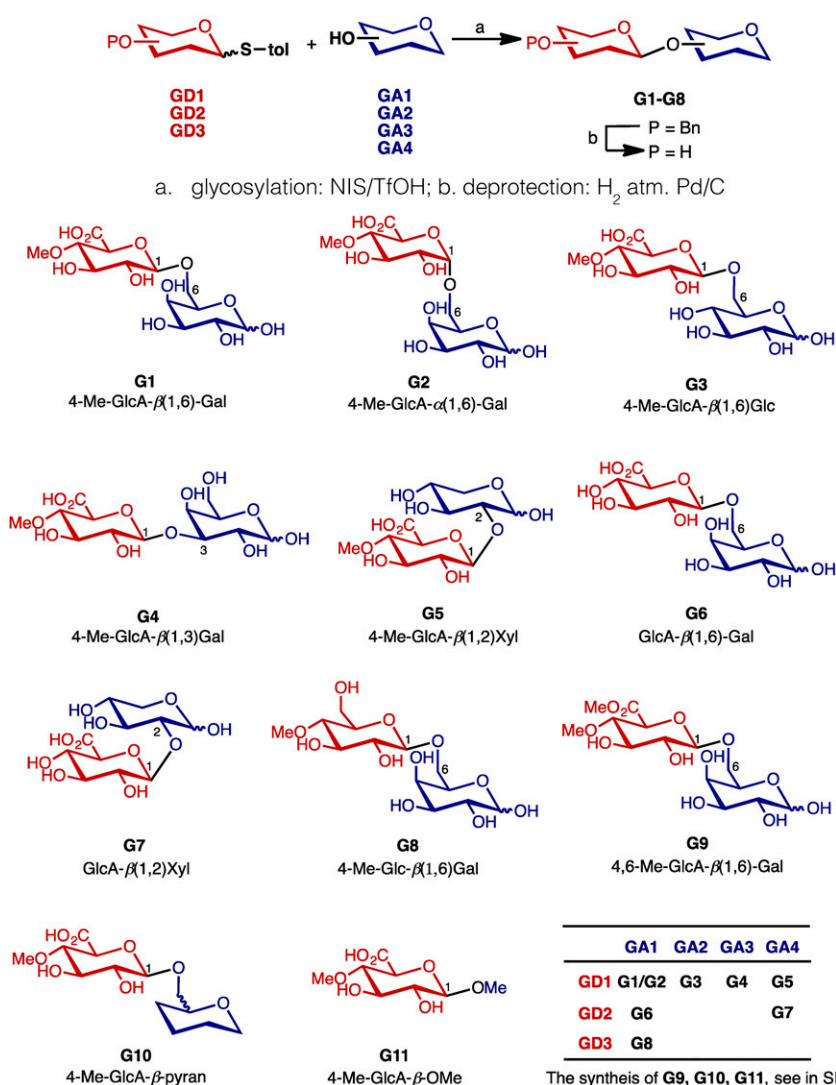 PO
S-tol
+
HO
a
PO
O
GD1
GD2
GD3
GA1
GA2
GA3
GA4
G1-G8
b
P = Bn
P = H
a. glycosylation: NIS/TfOH; b. deprotection: H2 atm. Pd/C
G1
4-Me-GlcA-β(1,6)-Gal
G2
4-Me-GlcA-α(1,6)-Gal
G3
4-Me-GlcA-β(1,6)Glc
G4
4-Me-GlcA-β(1,3)Gal
G5
4-Me-GlcA-β(1,2)Xyl
G6
GlcA-β(1,6)-Gal
G7
GlcA-β(1,2)Xyl
G8
4-Me-Glc-β(1,6)Gal
G9
4,6-Me-GlcA-β(1,6)-Gal
G10
4-Me-GlcA-β-pyran
G11
4-Me-GlcA-β-OMe
GA1 GA2 GA3 GA4
GD1 G1/G2 G3 G4 G5
GD2 G6 G7
GD3 G8
The syntheis of G9, G10, G11, see in SI